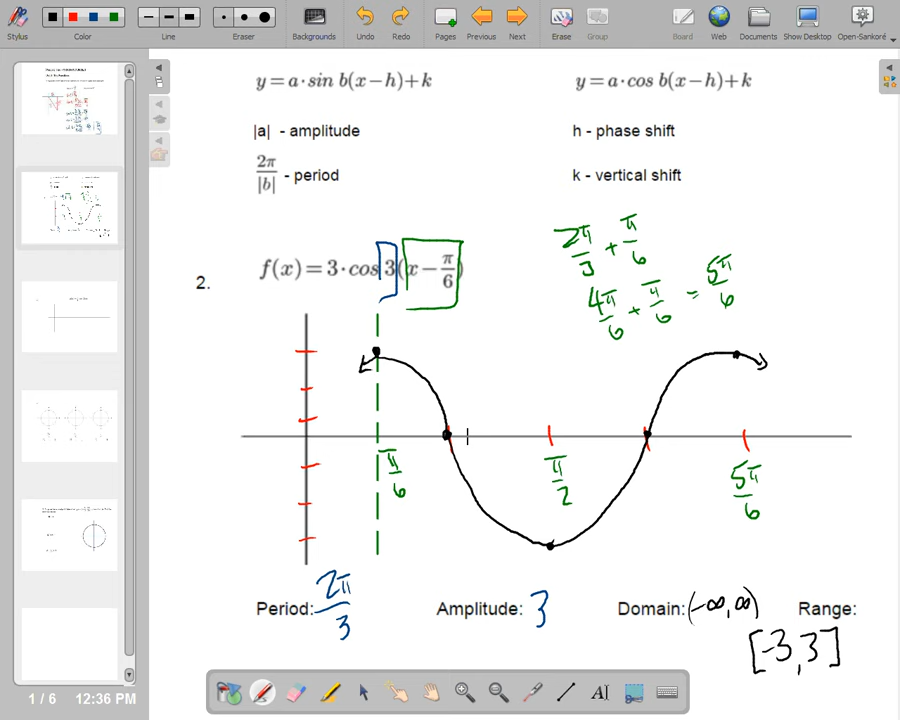 Stylus Color Line Eraser Backgrounds Undo Redo Pages Previous Next Erase Group Board Web Documents Show Desktop Open-Sankoré
y = a · sin b(x − h) + k
y = a · cos b(x − h) + k
|a| - amplitude
h - phase shift
2π/|b| - period
k - vertical shift
2π/3 + π/6
4π/6 + π/6 = 5π/6
2. f(x) = 3 · cos 3(x − π/6)
π/6 π/2 5π/6
Period: 2π/3 Amplitude: 3 Domain: (-∞, ∞) Range:
[-3, 3]
1 / 6 12:36 PM